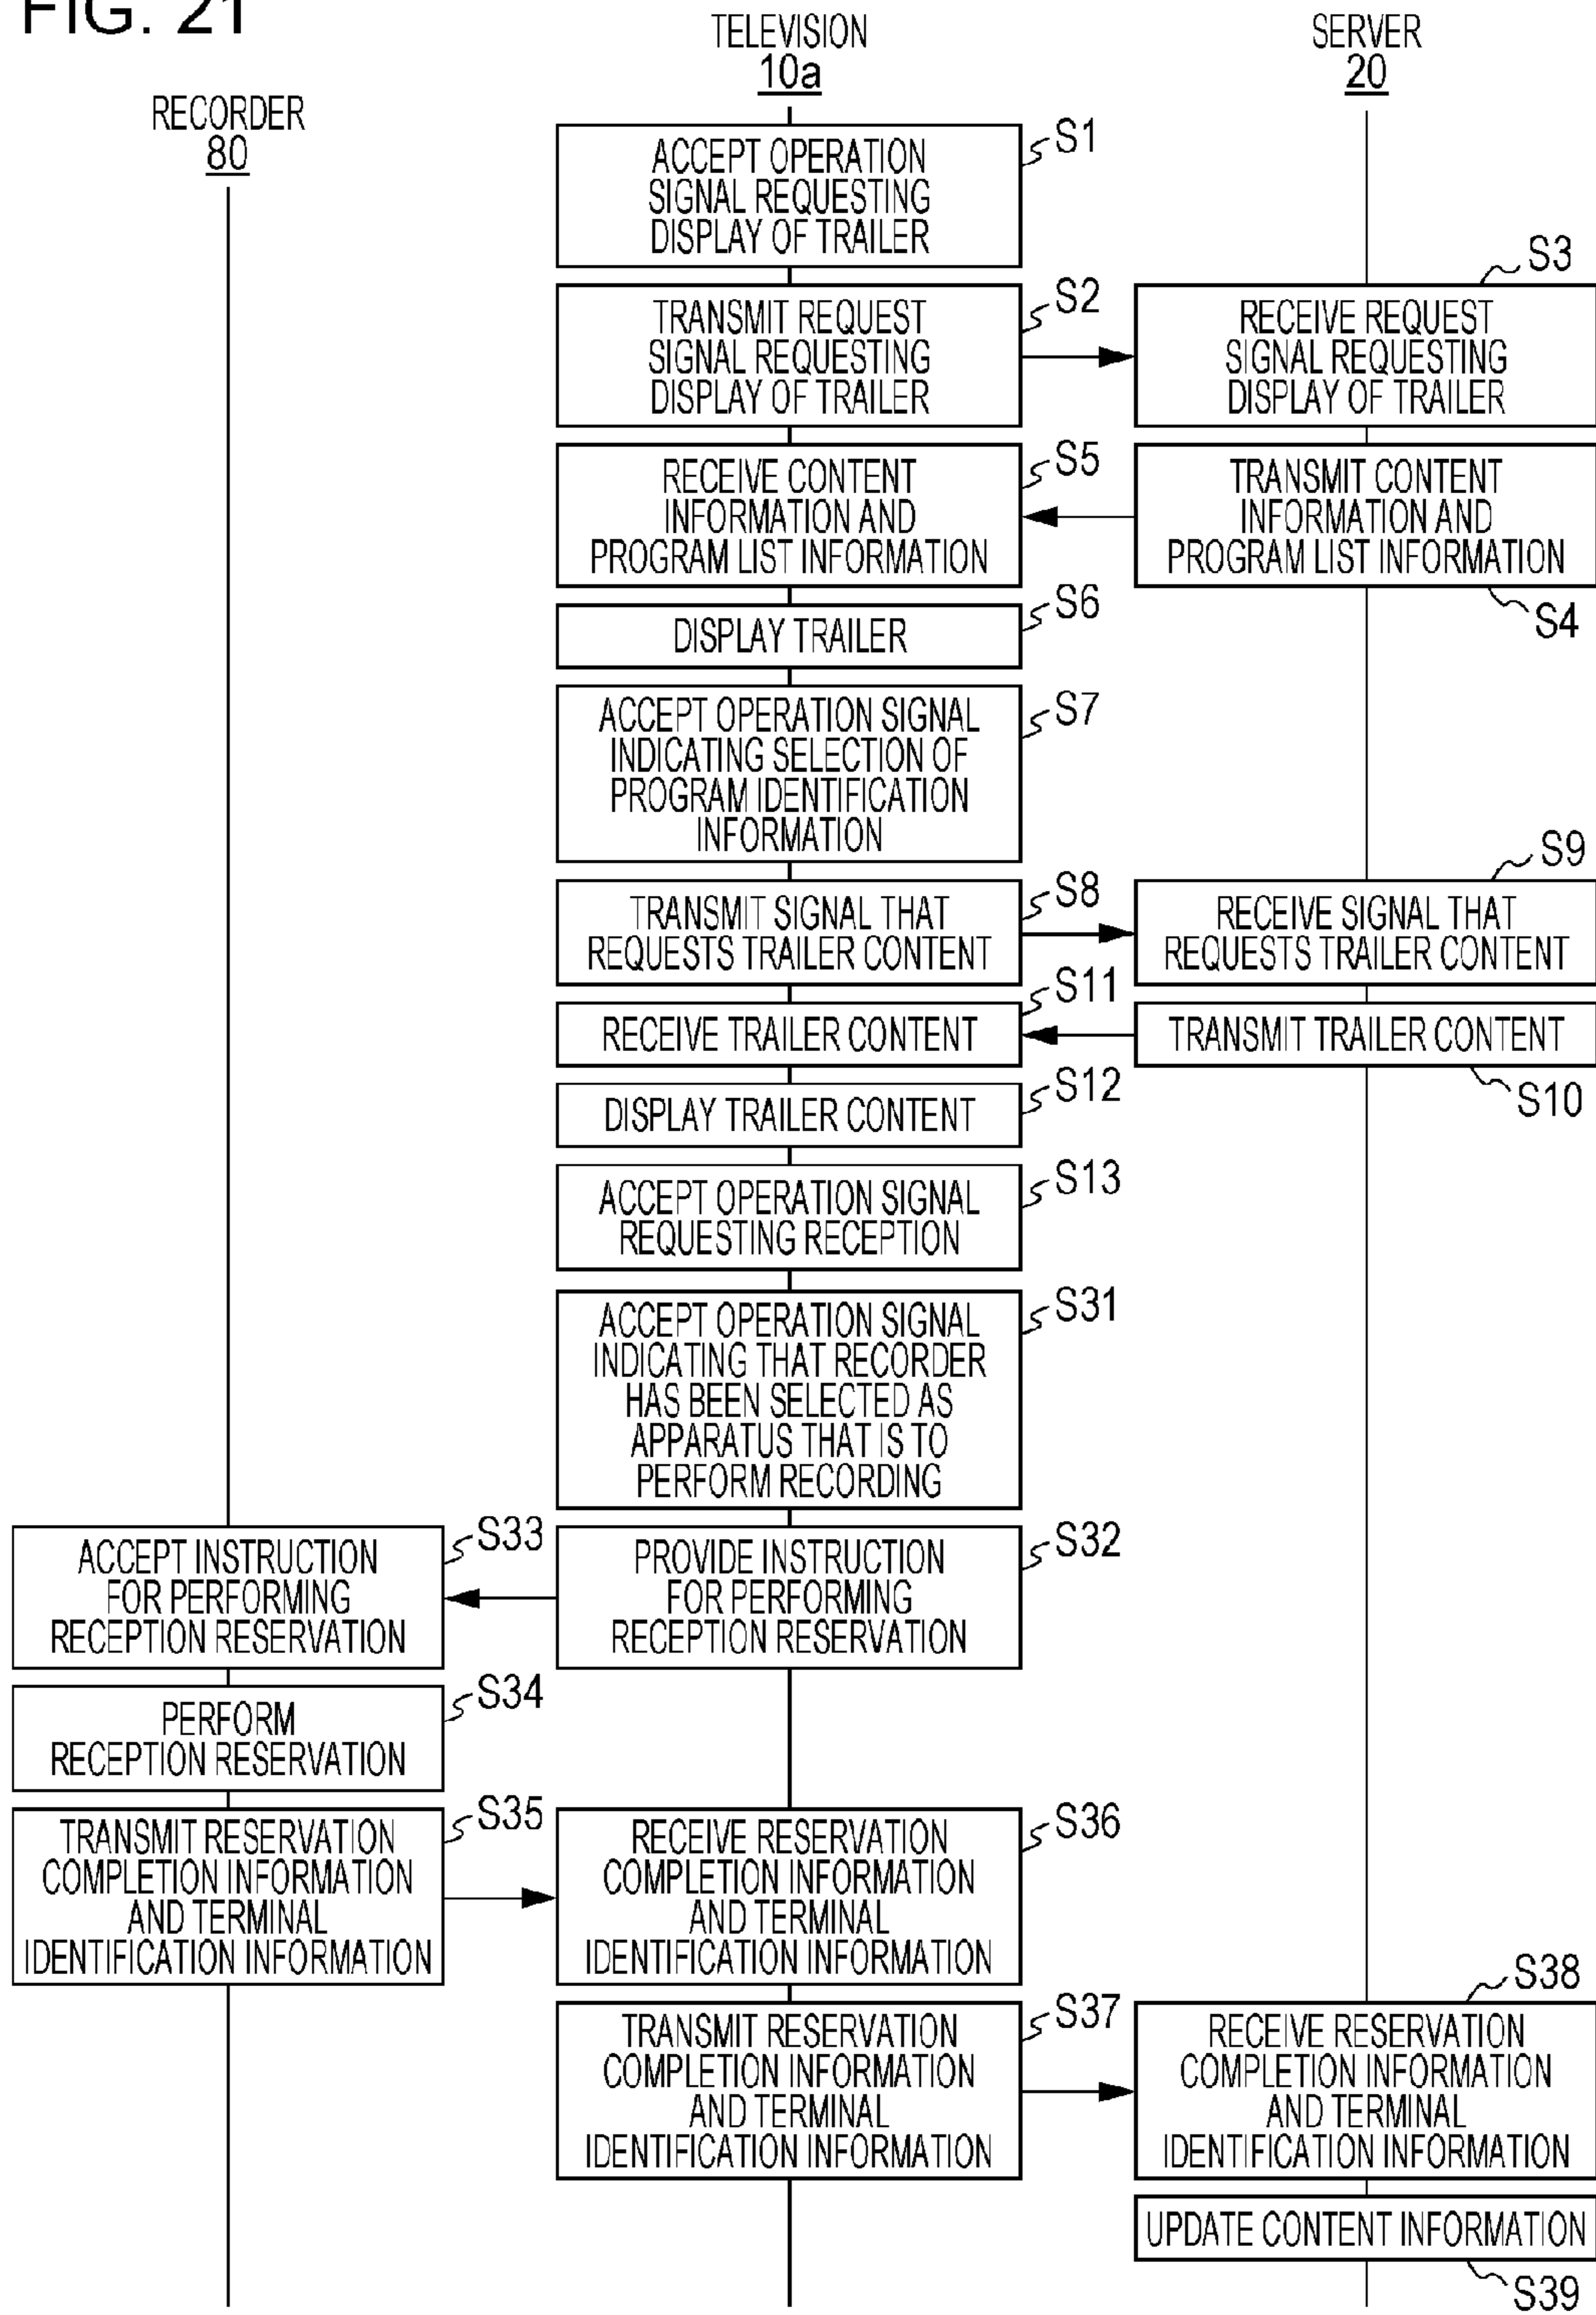 FIG. 21
TELEVISION
10a
SERVER
20
RECORDER
80
ACCEPT OPERATION
SIGNAL REQUESTING
DISPLAY OF TRAILER
S1
TRANSMIT REQUEST
SIGNAL REQUESTING
DISPLAY OF TRAILER
S2
RECEIVE REQUEST
SIGNAL REQUESTING
DISPLAY OF TRAILER
S3
RECEIVE CONTENT
INFORMATION AND
PROGRAM LIST INFORMATION
S5
TRANSMIT CONTENT
INFORMATION AND
PROGRAM LIST INFORMATION
S4
DISPLAY TRAILER
S6
ACCEPT OPERATION SIGNAL
INDICATING SELECTION OF
PROGRAM IDENTIFICATION
INFORMATION
S7
TRANSMIT SIGNAL THAT
REQUESTS TRAILER CONTENT
S8
RECEIVE SIGNAL THAT
REQUESTS TRAILER CONTENT
S9
RECEIVE TRAILER CONTENT
S11
TRANSMIT TRAILER CONTENT
S10
DISPLAY TRAILER CONTENT
S12
ACCEPT OPERATION SIGNAL
REQUESTING RECEPTION
S13
ACCEPT OPERATION SIGNAL
INDICATING THAT RECORDER
HAS BEEN SELECTED AS
APPARATUS THAT IS TO
PERFORM RECORDING
S31
ACCEPT INSTRUCTION
FOR PERFORMING
RECEPTION RESERVATION
S33
PROVIDE INSTRUCTION
FOR PERFORMING
RECEPTION RESERVATION
S32
PERFORM
RECEPTION RESERVATION
S34
TRANSMIT RESERVATION
COMPLETION INFORMATION
AND TERMINAL
IDENTIFICATION INFORMATION
S35
RECEIVE RESERVATION
COMPLETION INFORMATION
AND TERMINAL
IDENTIFICATION INFORMATION
S36
TRANSMIT RESERVATION
COMPLETION INFORMATION
AND TERMINAL
IDENTIFICATION INFORMATION
S37
RECEIVE RESERVATION
COMPLETION INFORMATION
AND TERMINAL
IDENTIFICATION INFORMATION
S38
UPDATE CONTENT INFORMATION
S39